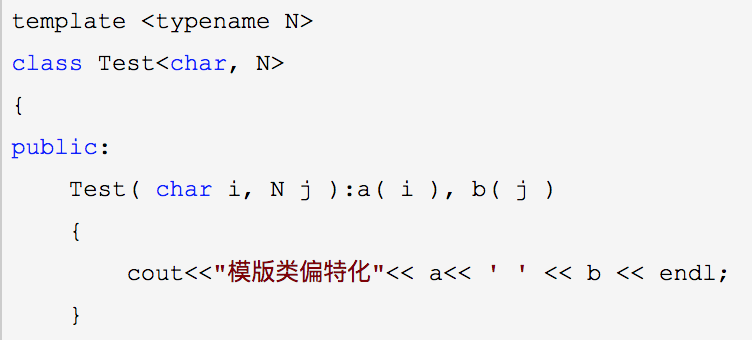 template <typename N>
class Test<char, N>
{
public:
    Test( char i, N j ):a( i ), b( j )
    {
        cout<<"模版类偏特化"<< a<< ' ' << b << endl;
    }